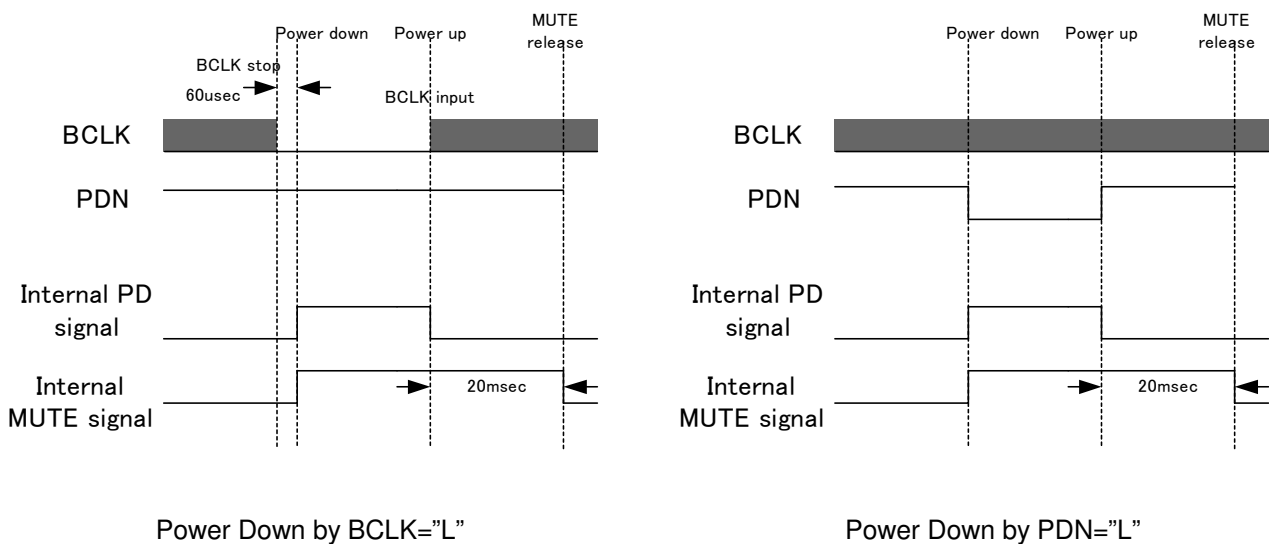 Power down
Power up
MUTE
release
BCLK stop
60usec
BCLK input
BCLK
PDN
Internal PD
signal
Internal
MUTE signal
20msec
Power Down by BCLK="L"
Power down
Power up
MUTE
release
BCLK
PDN
Internal PD
signal
Internal
MUTE signal
20msec
Power Down by PDN=”L”